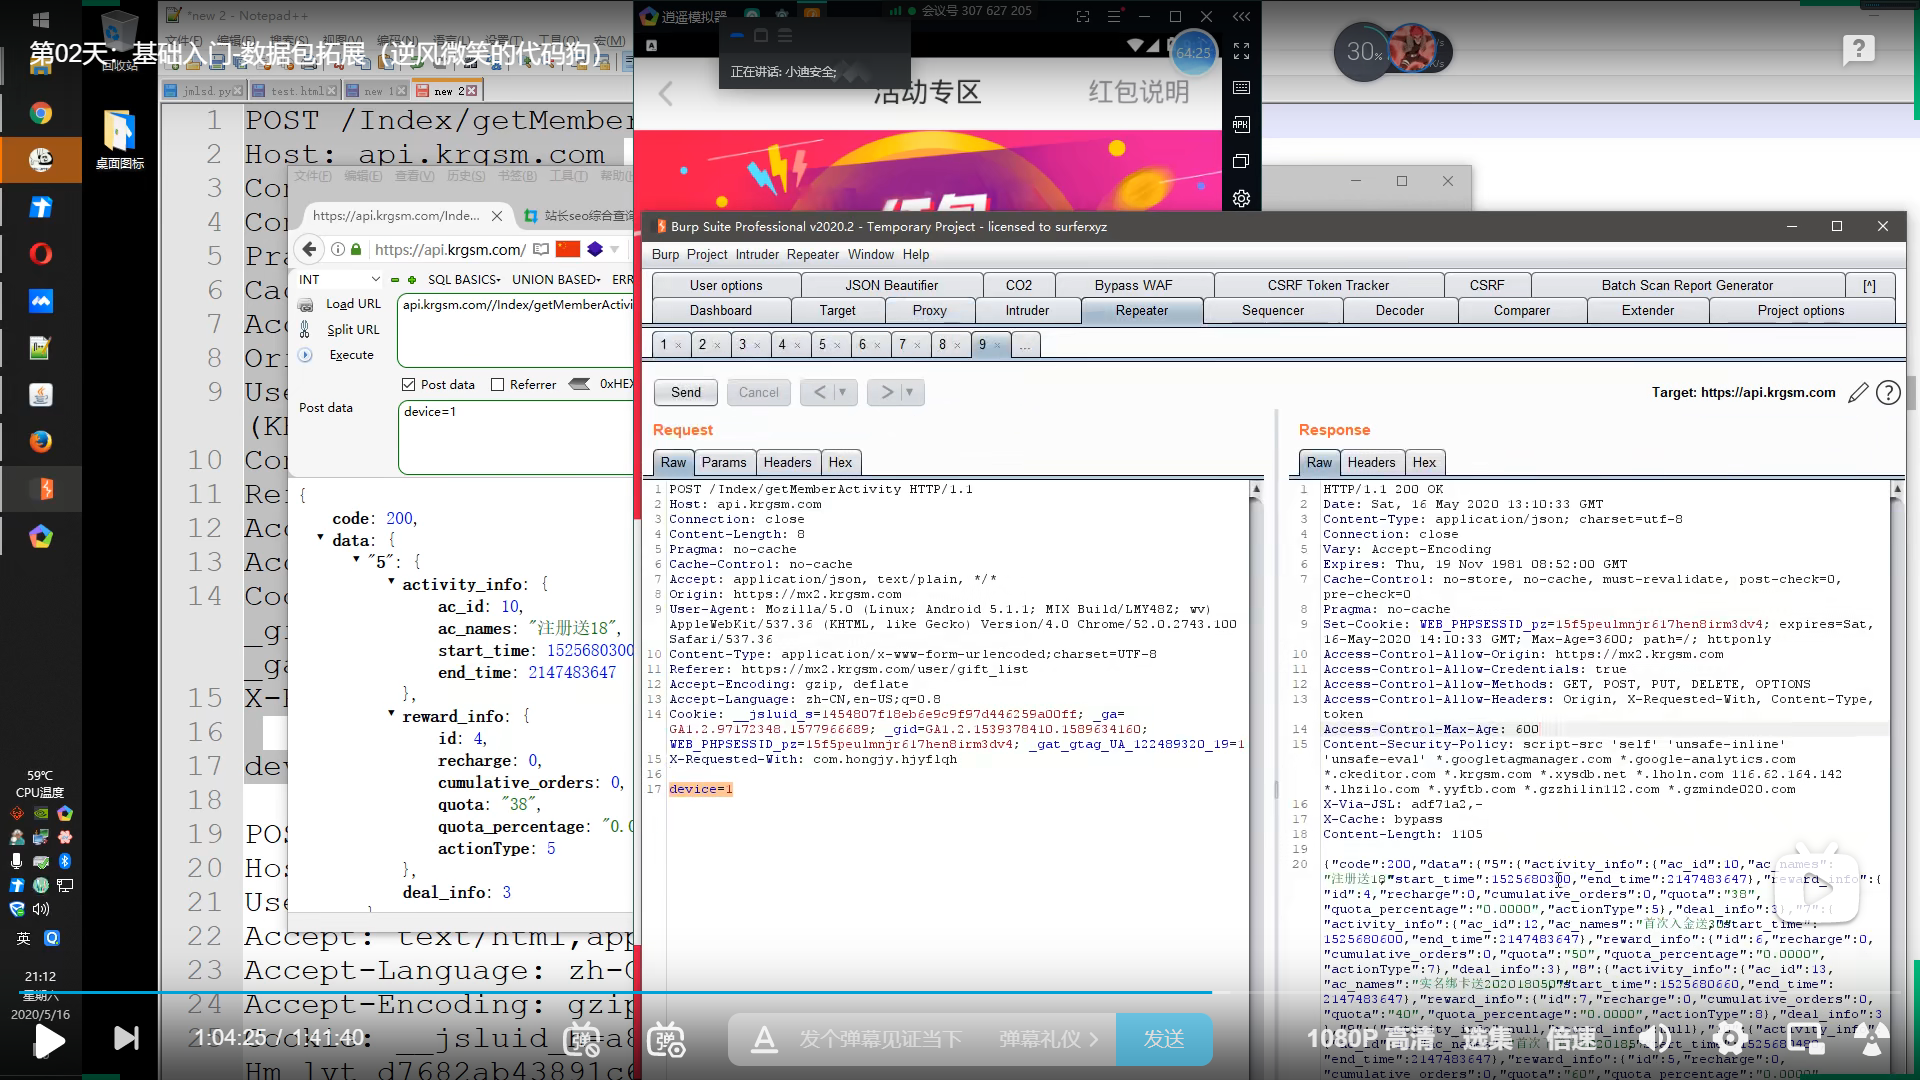 *new 2 - Notepad++
逍遥模拟器
会议号 307 627 205
第02天：基础入门-数据包拓展（逆风微笑的代码狗）
回收站
正在讲话: 小迪安全;
64:25
30%
jmlsd.py
test.html
new 1
new 2
活动专区
红包说明
桌面图标
1 POST /Index/getMember
2 Host: api.krgsm.com
3 Con
4 Con
5 Pra
6 Cac
7 Acc
8 Ori
9 Use
(KH
10 Con
11 Ref
12 Acc
13 Acc
14 Coo
_gi
_ga
15 X-R
16
17 dev
18
19 POS
20 Hos
21 Use
22 Accept: text/html,app
23 Accept-Language: zh-C
24 Accept-Encoding: gzip
文件(F) 编辑(E) 查看(V) 历史(S) 书签(B) 工具(T) 帮助(H
https://api.krgsm.com/Inde...
站长seo综合查询
https://api.krgsm.com/
INT
SQL BASICS
UNION BASED
ERR
Load URL
api.krgsm.com//Index/getMemberActivi
Split URL
Execute
Post data
Referrer
0xHEX
Post data
device=1
{
code: 200,
data: {
"5": {
activity_info: {
ac_id: 10,
ac_names: "注册送18",
start_time: 1525680300
end_time: 2147483647
},
reward_info: {
id: 4,
recharge: 0,
cumulative_orders: 0,
quota: "38",
quota_percentage: "0.0
actionType: 5
},
deal_info: 3
Burp Suite Professional v2020.2 - Temporary Project - licensed to surferxyz
Burp Project Intruder Repeater Window Help
User options
JSON Beautifier
CO2
Bypass WAF
CSRF Token Tracker
CSRF
Batch Scan Report Generator
[^]
Dashboard
Target
Proxy
Intruder
Repeater
Sequencer
Decoder
Comparer
Extender
Project options
1 × 2 × 3 × 4 × 5 × 6 × 7 × 8 × 9 × ...
Send
Cancel
<
>
Target: https://api.krgsm.com
Request
Raw Params Headers Hex
1 POST /Index/getMemberActivity HTTP/1.1
2 Host: api.krgsm.com
3 Connection: close
4 Content-Length: 8
5 Pragma: no-cache
6 Cache-Control: no-cache
7 Accept: application/json, text/plain, */*
8 Origin: https://mx2.krgsm.com
9 User-Agent: Mozilla/5.0 (Linux; Android 5.1.1; MIX Build/LMY48Z; wv)
AppleWebKit/537.36 (KHTML, like Gecko) Version/4.0 Chrome/52.0.2743.100
Safari/537.36
10 Content-Type: application/x-www-form-urlencoded;charset=UTF-8
11 Referer: https://mx2.krgsm.com/user/gift_list
12 Accept-Encoding: gzip, deflate
13 Accept-Language: zh-CN,en-US;q=0.8
14 Cookie: __jsluid_s=1454807f18eb6e9c9f97d446259a00ff; _ga=
GA1.2.97172348.1577966689; _gid=GA1.2.1539378410.1589634160;
WEB_PHPSESSID_pz=15f5peulmnjr617hen8irm3dv4; _gat_gtag_UA_122489320_19=1
15 X-Requested-With: com.hongjy.hjyflqh
16
17 device=1
Response
Raw Headers Hex
1 HTTP/1.1 200 OK
2 Date: Sat, 16 May 2020 13:10:33 GMT
3 Content-Type: application/json; charset=utf-8
4 Connection: close
5 Vary: Accept-Encoding
6 Expires: Thu, 19 Nov 1981 08:52:00 GMT
7 Cache-Control: no-store, no-cache, must-revalidate, post-check=0,
pre-check=0
8 Pragma: no-cache
9 Set-Cookie: WEB_PHPSESSID_pz=15f5peulmnjr617hen8irm3dv4; expires=Sat,
16-May-2020 14:10:33 GMT; Max-Age=3600; path=/; httponly
10 Access-Control-Allow-Origin: https://mx2.krgsm.com
11 Access-Control-Allow-Credentials: true
12 Access-Control-Allow-Methods: GET, POST, PUT, DELETE, OPTIONS
13 Access-Control-Allow-Headers: Origin, X-Requested-With, Content-Type,
token
14 Access-Control-Max-Age: 600
15 Content-Security-Policy: script-src 'self' 'unsafe-inline'
'unsafe-eval' *.googletagmanager.com *.google-analytics.com
*.ckeditor.com *.krgsm.com *.xysdb.net *.lholn.com 116.62.164.142
*.lhzilo.com *.yyftb.com *.gzzhilin112.com *.gzminde020.com
16 X-Via-JSL: adf71a2,-
17 X-Cache: bypass
18 Content-Length: 1105
19
20 {"code":200,"data":{"5":{"activity_info":{"ac_id":10,"ac_names":
"注册送18","start_time":1525680300,"end_time":2147483647},"reward_info":{
"id":4,"recharge":0,"cumulative_orders":0,"quota":"38",
"quota_percentage":"0.0000","actionType":5},"deal_info":3},"7":{
"activity_info":{"ac_id":12,"ac_names":"首次入金送30","start_time":
1525680600,"end_time":2147483647},"reward_info":{"id":6,"recharge":0,
"cumulative_orders":0,"quota":"50","quota_percentage":"0.0000",
"actionType":7},"deal_info":3},"8":{"activity_info":{"ac_id":13,
"ac_names":"实名绑卡送20201805
2147483647},"reward_info":{"id":7,"recharge":0,"cumulative_orders":0,
"quota":"40","quota_percentage":"0.0000","actionType":8},"deal_info":3
59℃
CPU温度
英
21:12
星期六
2020/5/16
1:04:25 / 1:41:40
发个弹幕见证当下
弹幕礼仪 >
发送
1080P 高清
选集
倍速